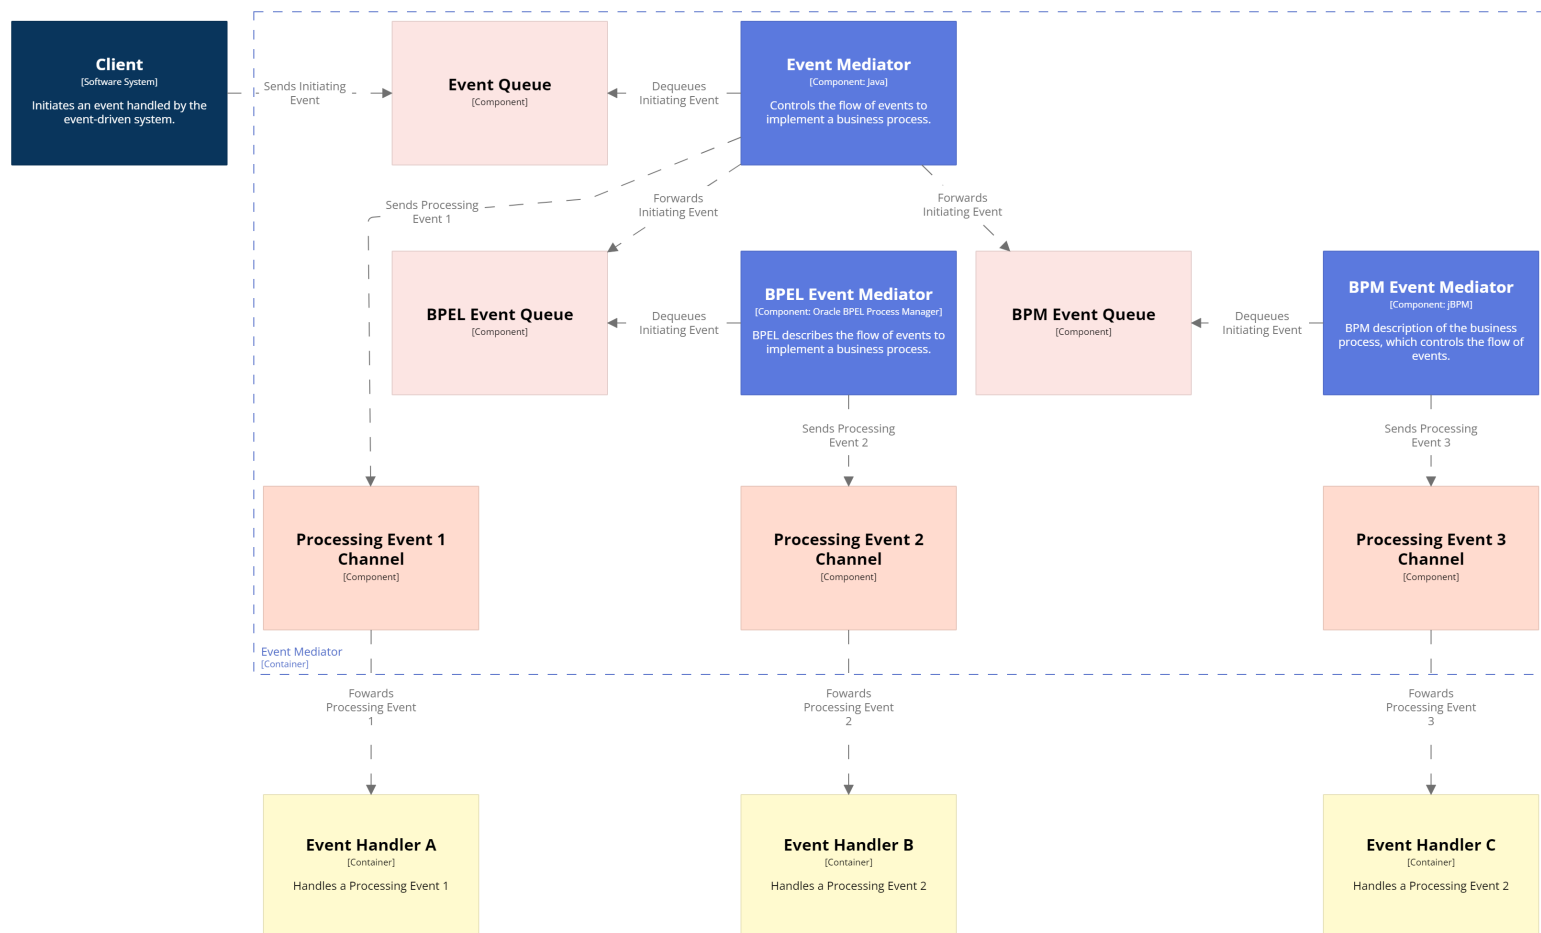 Client
[Software System]
Initiates an event handled by the
event-driven system.
Sends Initiating
Event
Event Queue
[Component]
Dequeues
Initiating Event
Event Mediator
[Component: Java]
Controls the flow of events to
implement a business process.
Sends Processing
Event 1
Forwards
Initiating Event
Forwards
Initiating Event
BPEL Event Queue
[Component]
Dequeues
Initiating Event
BPEL Event Mediator
[Component: Oracle BPEL Process Manager]
BPEL describes the flow of events to
implement a business process.
BPM Event Queue
[Component]
Dequeues
Initiating Event
BPM Event Mediator
[Component: jBPM]
BPM description of the business
process, which controls the flow of
events.
Sends Processing
Event 2
Sends Processing
Event 3
Processing Event 1
Channel
[Component]
Processing Event 2
Channel
[Component]
Processing Event 3
Channel
[Component]
Event Mediator
[Container]
Fowards
Processing Event
1
Fowards
Processing Event
2
Fowards
Processing Event
3
Event Handler A
[Container]
Handles a Processing Event 1
Event Handler B
[Container]
Handles a Processing Event 2
Event Handler C
[Container]
Handles a Processing Event 2